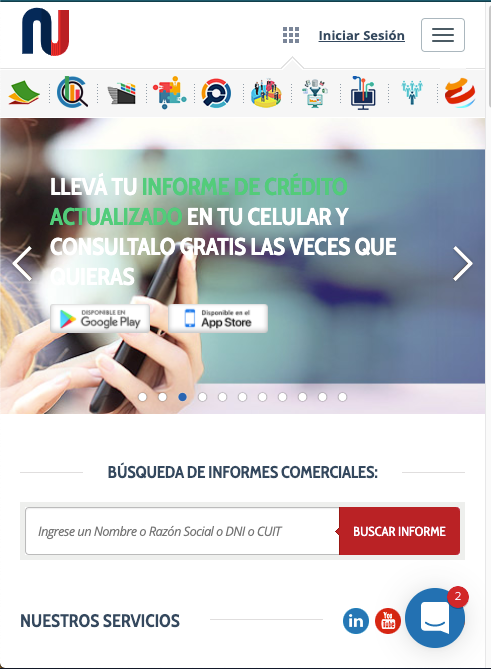 Iniciar Sesión
LLEVÁ TU INFORME DE CRÉDITO
ACTUALIZADO EN TU CELULAR Y
CONSULTALO GRATIS LAS VECES QUE
QUIERAS
DISPONIBLE EN
Google Play
Disponible en el
App Store
BÚSQUEDA DE INFORMES COMERCIALES:
Ingrese un Nombre o Razón Social o DNI o CUIT
BUSCAR INFORME
2
NUESTROS SERVICIOS
in
You
Tube